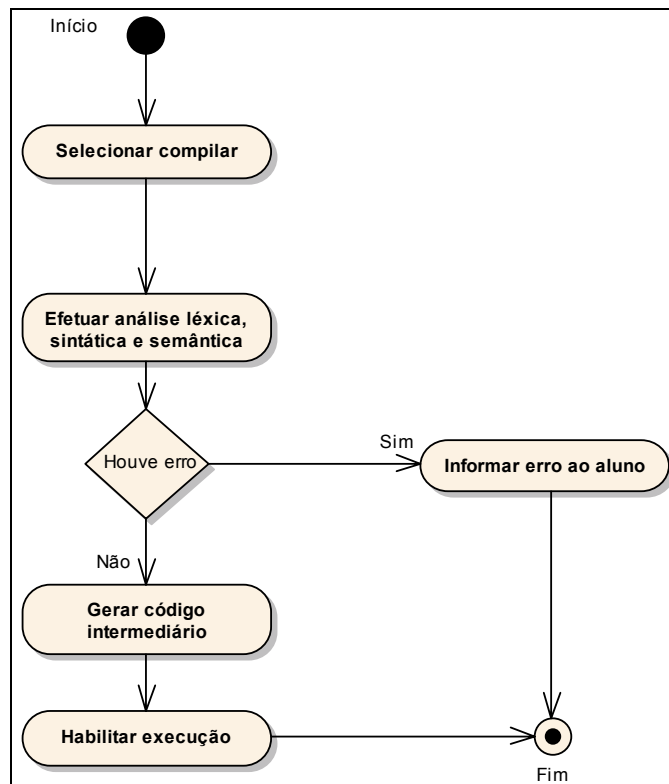 Início
Selecionar compilar
Efetuar análise léxica,
sintática e semântica
Houve erro
Sim
Informar erro ao aluno
Não
Gerar código
intermediário
Habilitar execução
Fim